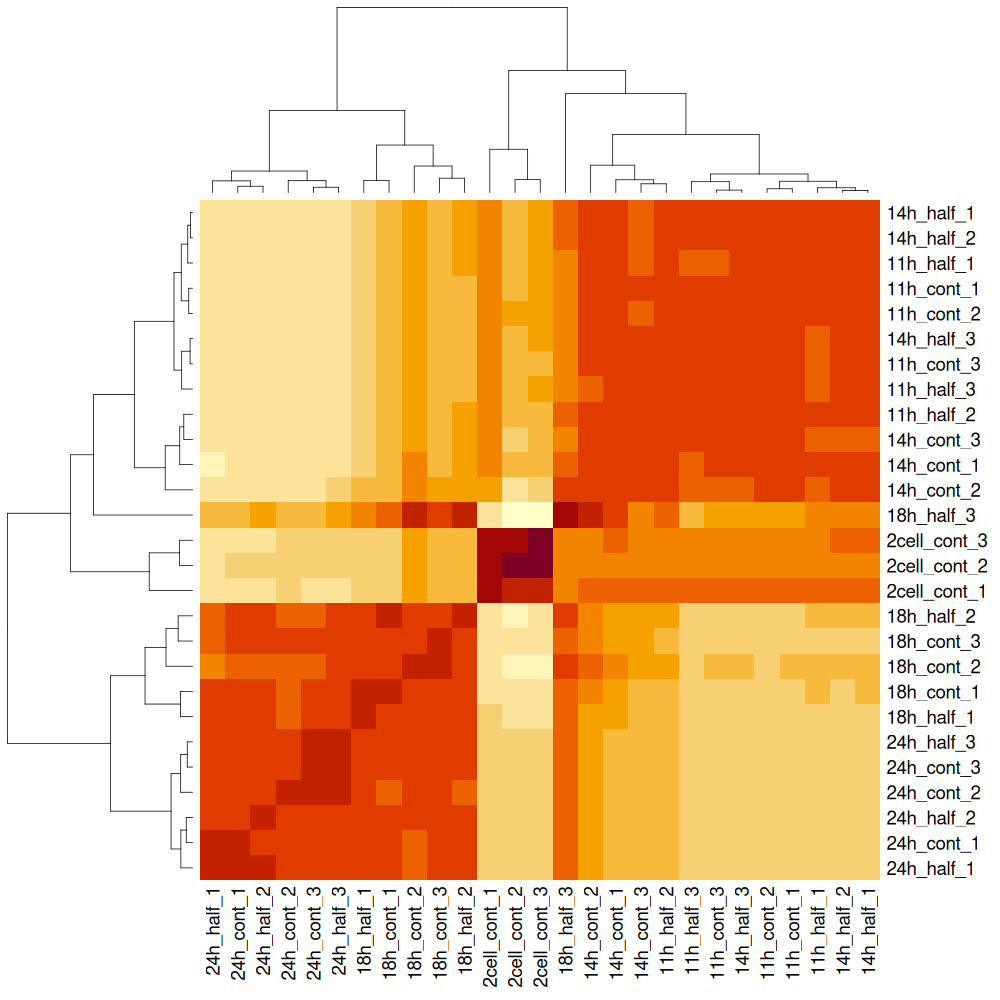 14h_half_1
14h_half_2
11h_half_1
11h_cont_1
11h_cont_2
14h_half_3
11h_cont_3
11h_half_3
11h_half_2
14h_cont_3
14h_cont_1
14h_cont_2
18h_half_3
2cell_cont_3
2cell_cont_2
2cell_cont_1
18h_half_2
18h_cont_3
18h_cont_2
18h_cont_1
18h_half_1
24h_half_3
24h_cont_3
24h_cont_2
24h_half_2
24h_cont_1
24h_half_1
24h_half_1
24h_cont_1
24h_half_2
24h_cont_2
24h_cont_3
24h_half_3
18h_half_1
18h_cont_1
18h_cont_2
18h_cont_3
18h_half_2
2cell_cont_1
2cell_cont_2
2cell_cont_3
18h_half_3
14h_cont_2
14h_cont_1
14h_cont_3
11h_half_2
11h_half_3
11h_cont_3
14h_half_3
11h_cont_2
11h_cont_1
11h_half_1
14h_half_2
14h_half_1